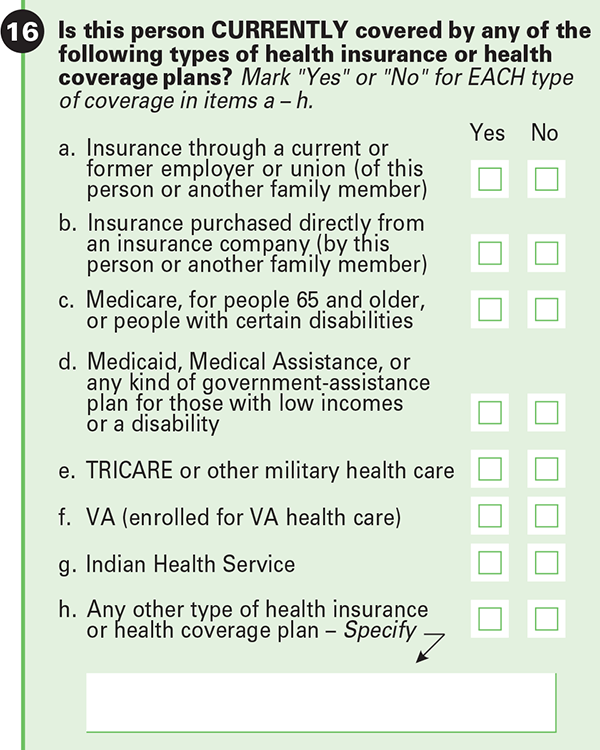 16 Is this person CURRENTLY covered by any of the
following types of health insurance or health
coverage plans? Mark "Yes" or "No" for EACH type
of coverage in items a – h.
Yes No
a. Insurance through a current or
former employer or union (of this
person or another family member)
b. Insurance purchased directly from
an insurance company (by this
person or another family member)
c. Medicare, for people 65 and older,
or people with certain disabilities
d. Medicaid, Medical Assistance, or
any kind of government-assistance
plan for those with low incomes
or a disability
e. TRICARE or other military health care
f. VA (enrolled for VA health care)
g. Indian Health Service
h. Any other type of health insurance
or health coverage plan – Specify